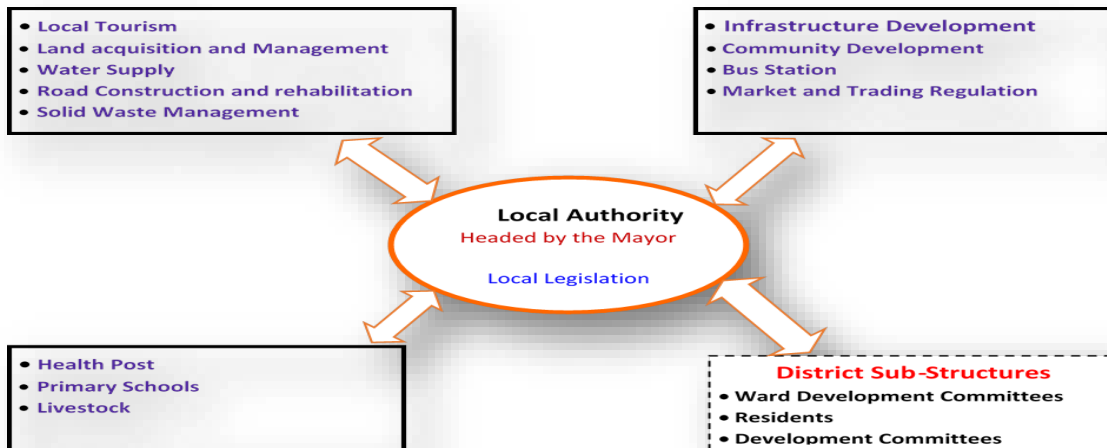 • Local Tourism
• Land acquisition and Management
• Water Supply
• Road Construction and rehabilitation
• Solid Waste Management
• Infrastructure Development
• Community Development
• Bus Station
• Market and Trading Regulation
Local Authority
Headed by the Mayor
Local Legislation
• Health Post
• Primary Schools
• Livestock
District Sub-Structures
• Ward Development Committees
• Residents
• Development Committees